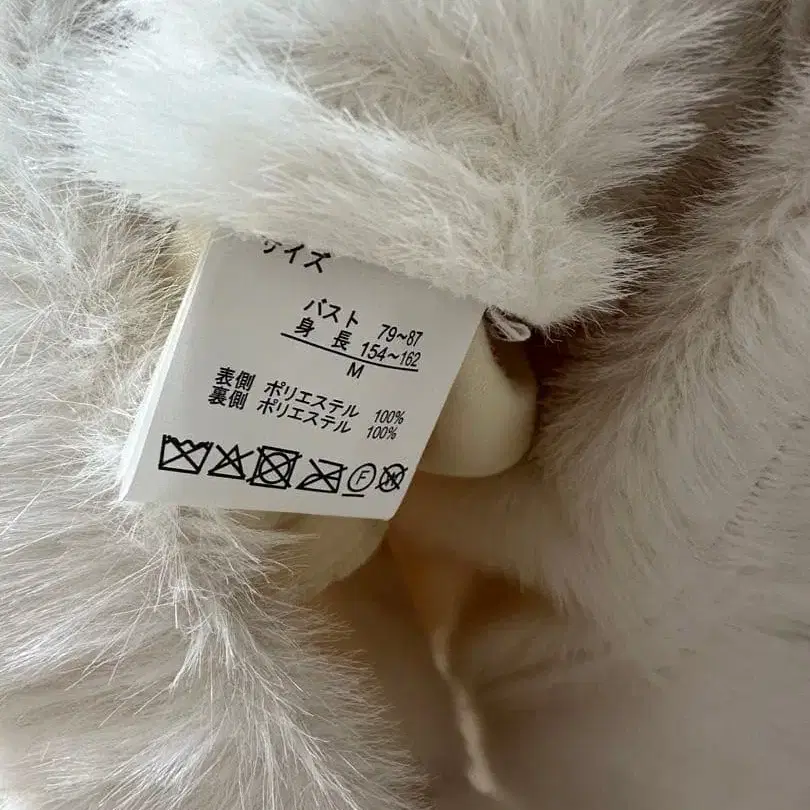 サイズ
バスト 79~87
身長 154~162
M
表側 ポリエステル 100%
裏側 ポリエステル 100%
F